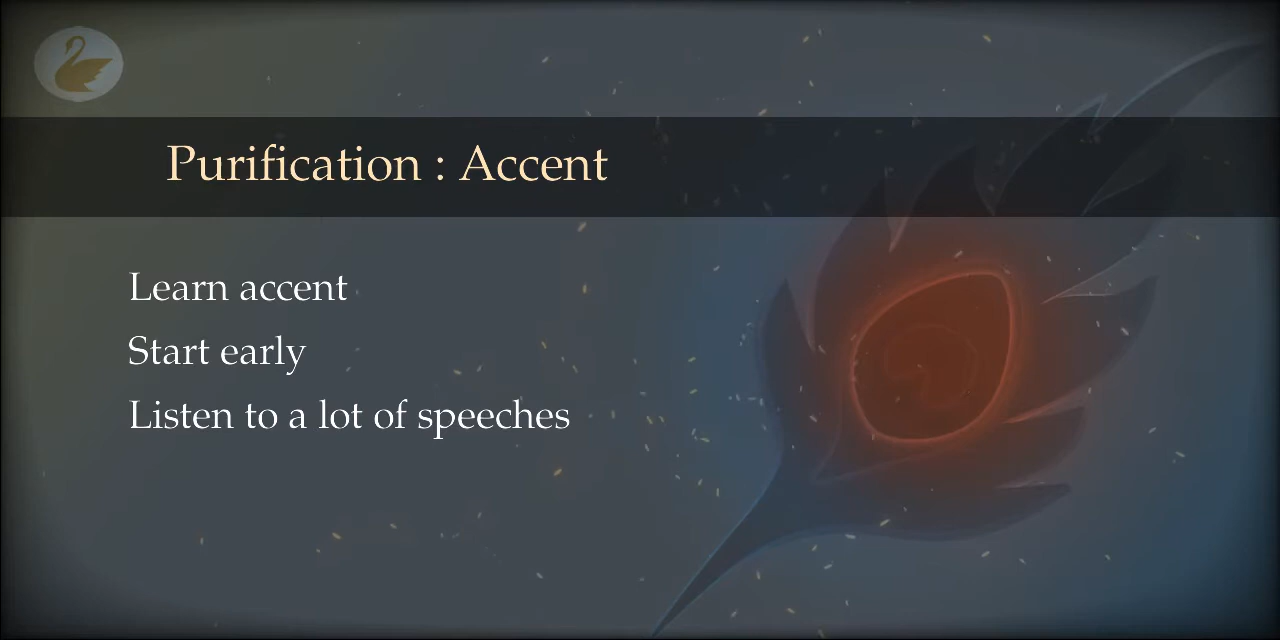 Purification : Accent
Learn accent
Start early
Listen to a lot of speeches